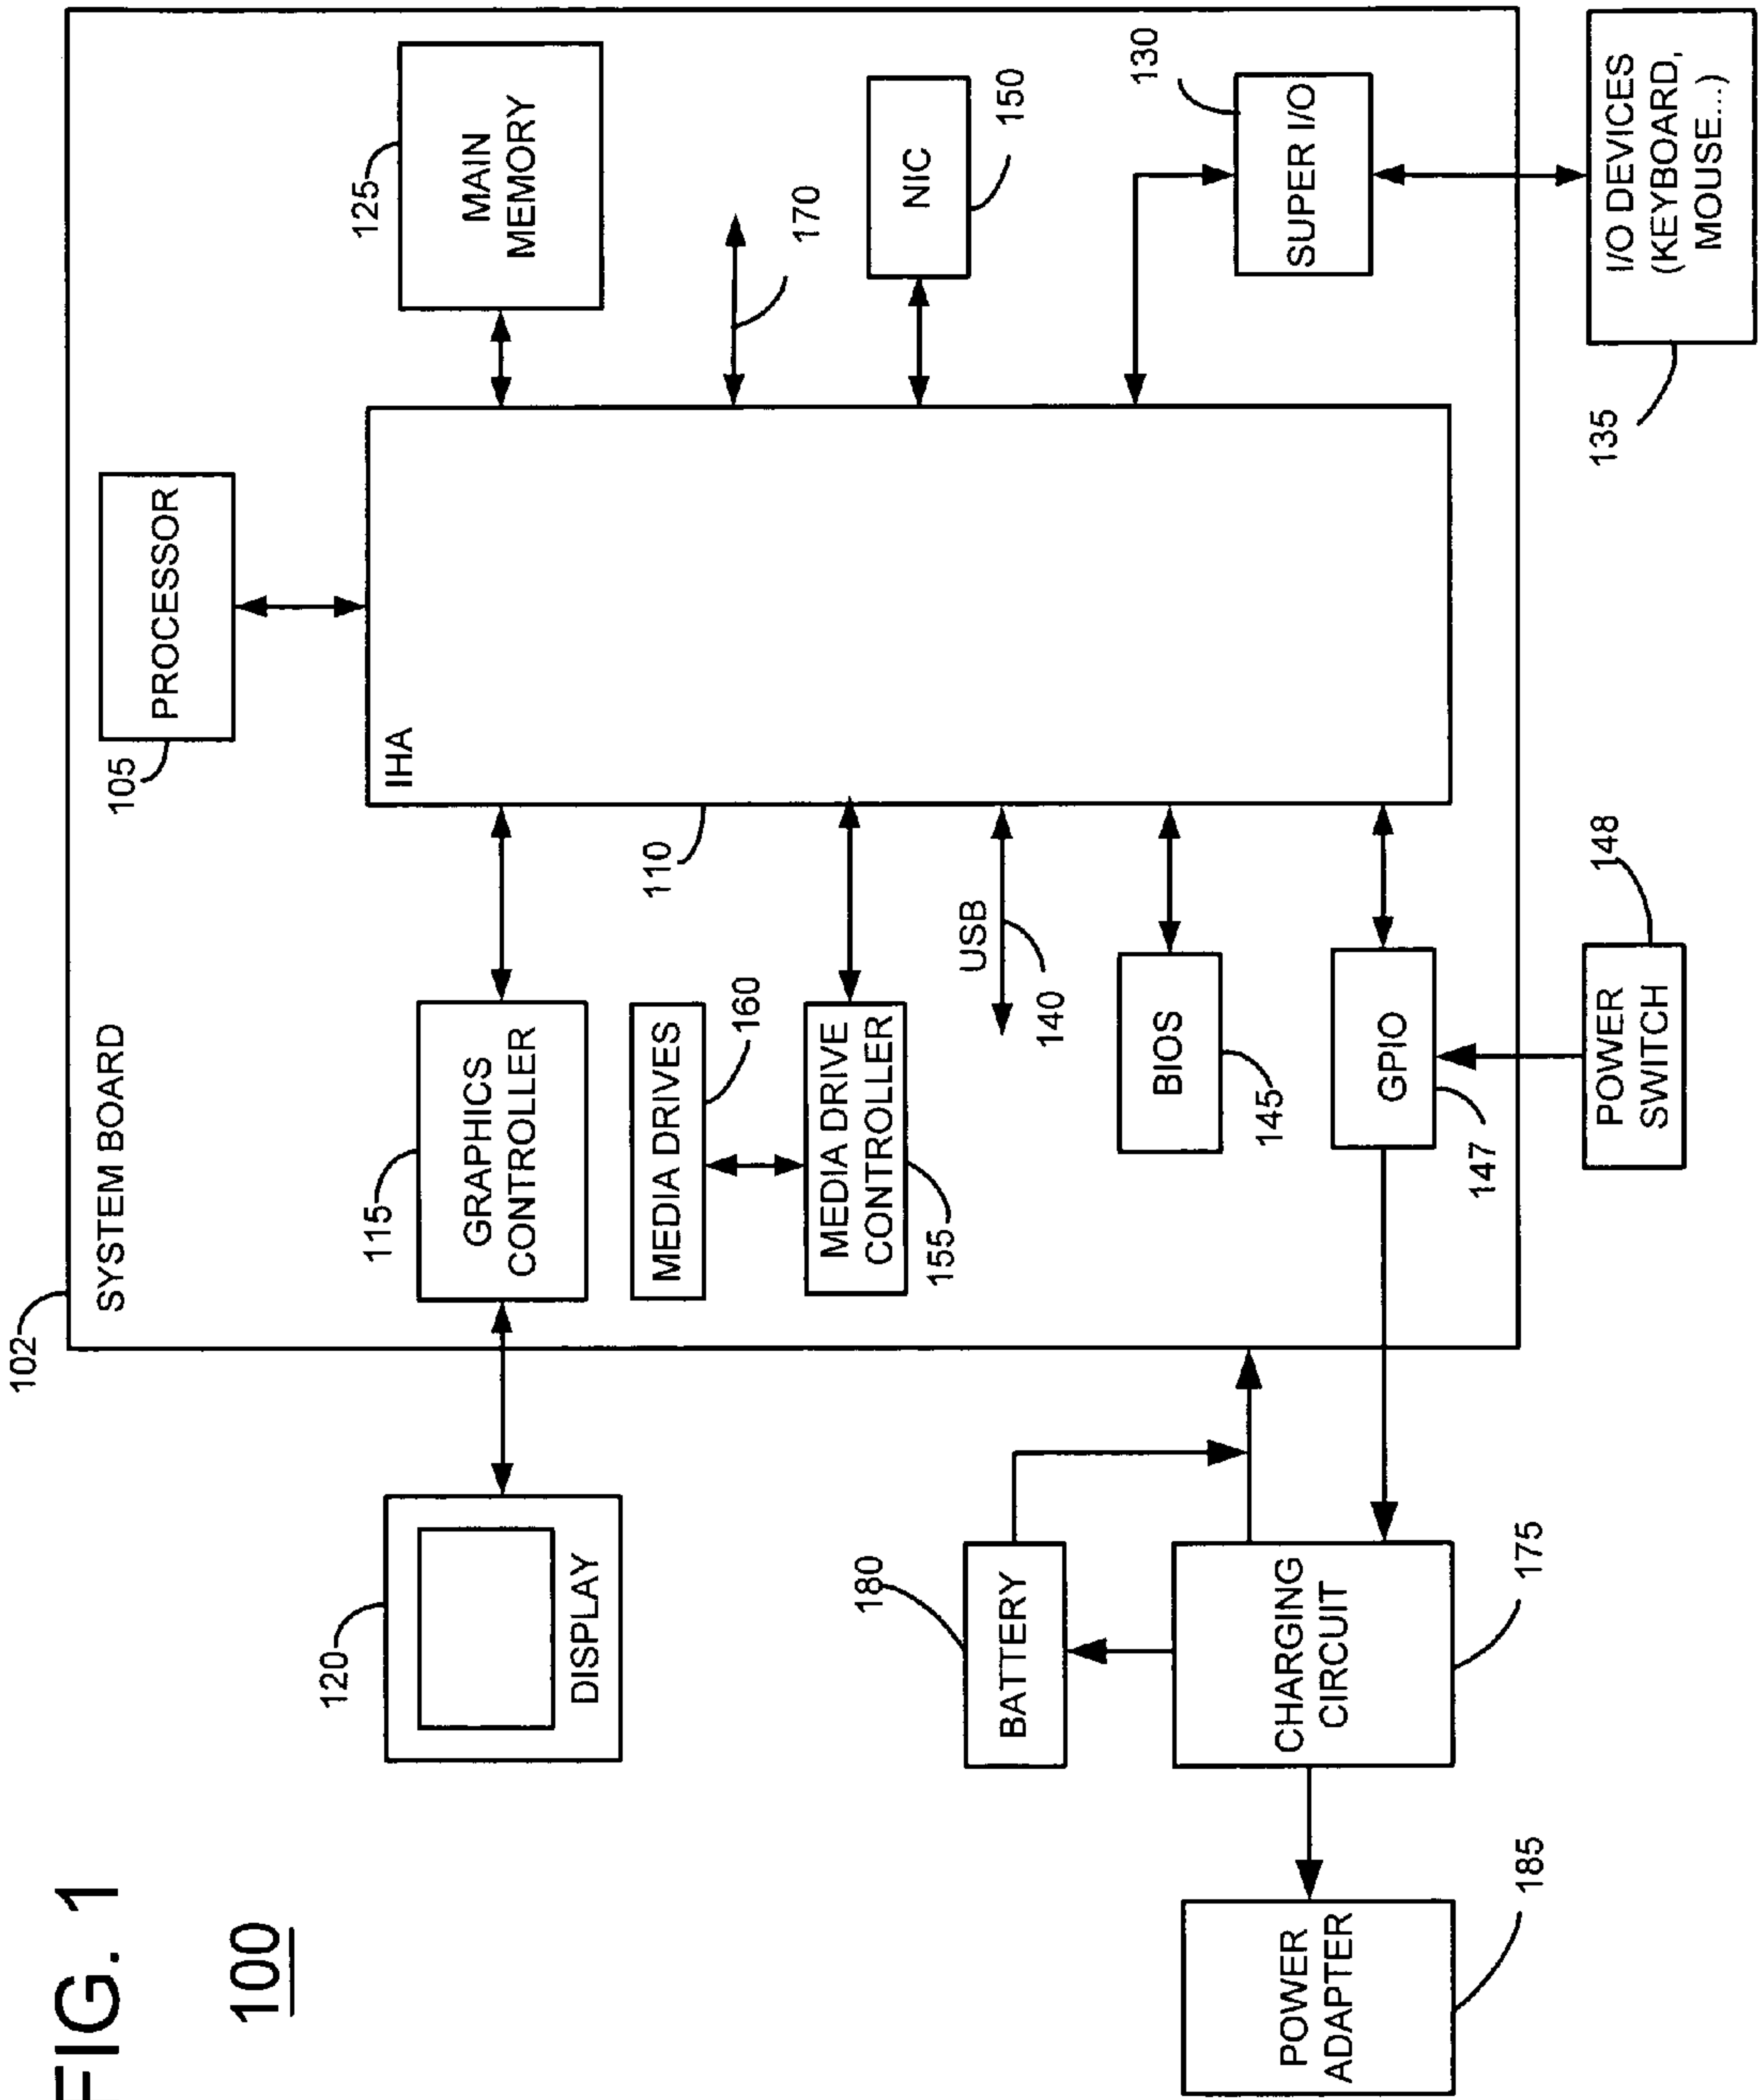 FIG. 1
100
102
SYSTEM BOARD
105
PROCESSOR
125
MAIN
MEMORY
120
DISPLAY
115
GRAPHICS
CONTROLLER
110
IHA
170
MEDIA DRIVES
160
MEDIA DRIVE
CONTROLLER
155
USB
140
NIC
150
180
BATTERY
BIOS
145
130
SUPER I/O
POWER
ADAPTER
185
CHARGING
CIRCUIT
175
GPIO
147
POWER
SWITCH
148
I/O DEVICES
(KEYBOARD,
MOUSE...)
135